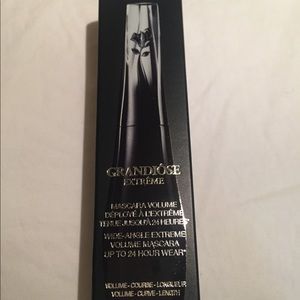 GRANDIÔSE
EXTRÊME
MASCARA VOLUME
DÉPLOYÉ À L'EXTRÊME
TENUE JUSQU'À 24 HEURES*
WIDE-ANGLE EXTREME
VOLUME MASCARA
UP TO 24 HOUR WEAR*
VOLUME-COURBE-LONGUEUR
VOLUME-CURVE-LENGTH